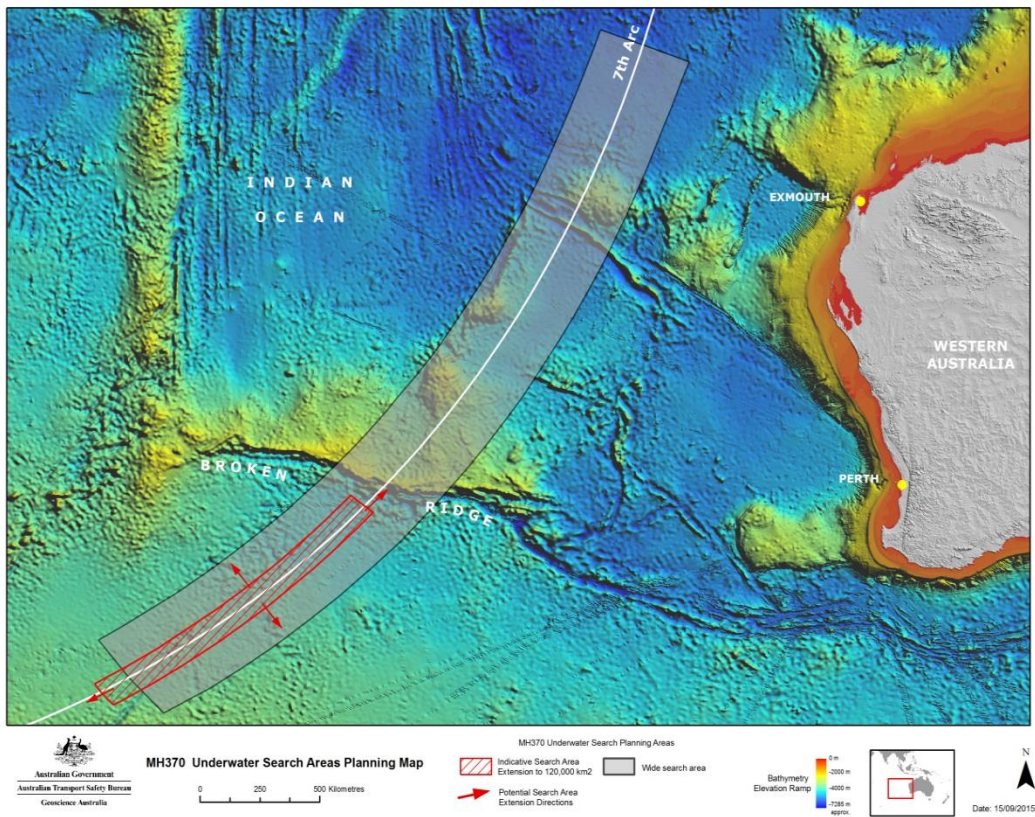 7th Arc
INDIAN
OCEAN
EXMOUTH
WESTERN
AUSTRALIA
BROKEN
RIDGE
PERTH
Australian Government
Australian Transport Safety Bureau
Geoscience Australia
MH370 Underwater Search Areas Planning Map
0 250 500 Kilometres
MH370 Underwater Search Planning Areas
Indicative Search Area
Extension to 120,000 km2
Wide search area
Potential Search Area
Extension Directions
Bathymetry
Elevation Ramp
0 m
-2000 m
-4000 m
-7285 m
approx.
N
Date: 15/09/2015